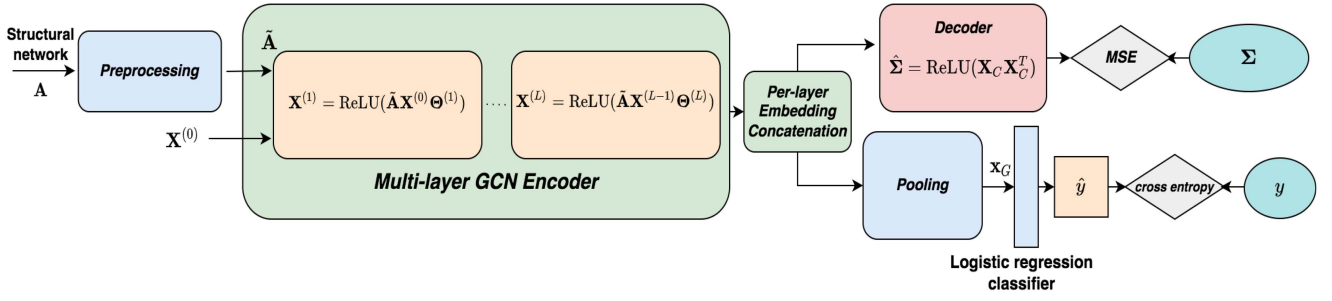 Structural
network
A
Preprocessing
Ã
X^{(0)}
X^{(1)} = ReLU(ÃX^{(0)}Θ^{(1)})
....
X^{(L)} = ReLU(ÃX^{(L-1)}Θ^{(L)})
Multi-layer GCN Encoder
Per-layer
Embedding
Concatenation
Decoder
Σ̂ = ReLU(X_C X_C^T)
MSE
Σ
Pooling
x_G
Logistic regression
classifier
ŷ
cross entropy
y